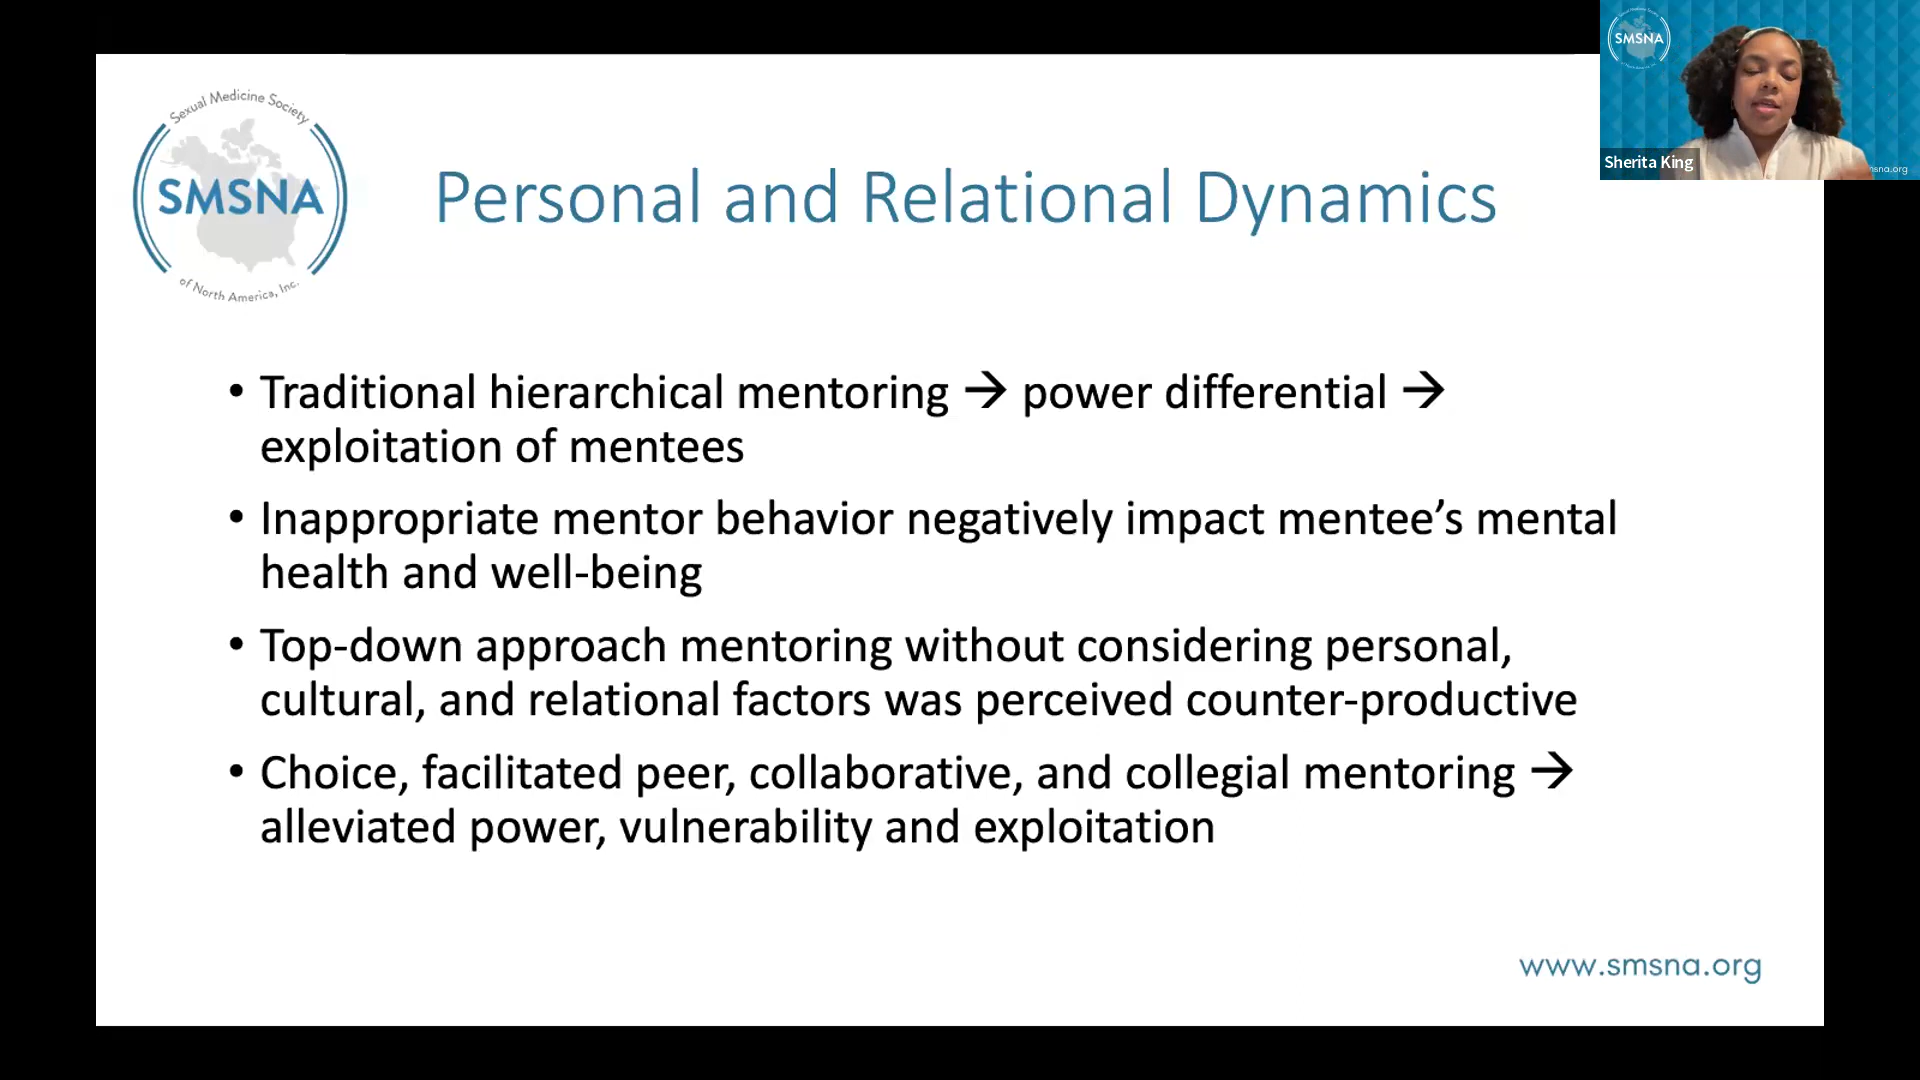 Sexual Medicine Society
SMSNA
of North America, Inc.
Personal and Relational Dynamics
SMSNA
Sherita King
• Traditional hierarchical mentoring → power differential →
exploitation of mentees
• Inappropriate mentor behavior negatively impact mentee’s mental
health and well-being
• Top-down approach mentoring without considering personal,
cultural, and relational factors was perceived counter-productive
• Choice, facilitated peer, collaborative, and collegial mentoring →
alleviated power, vulnerability and exploitation
www.smsna.org